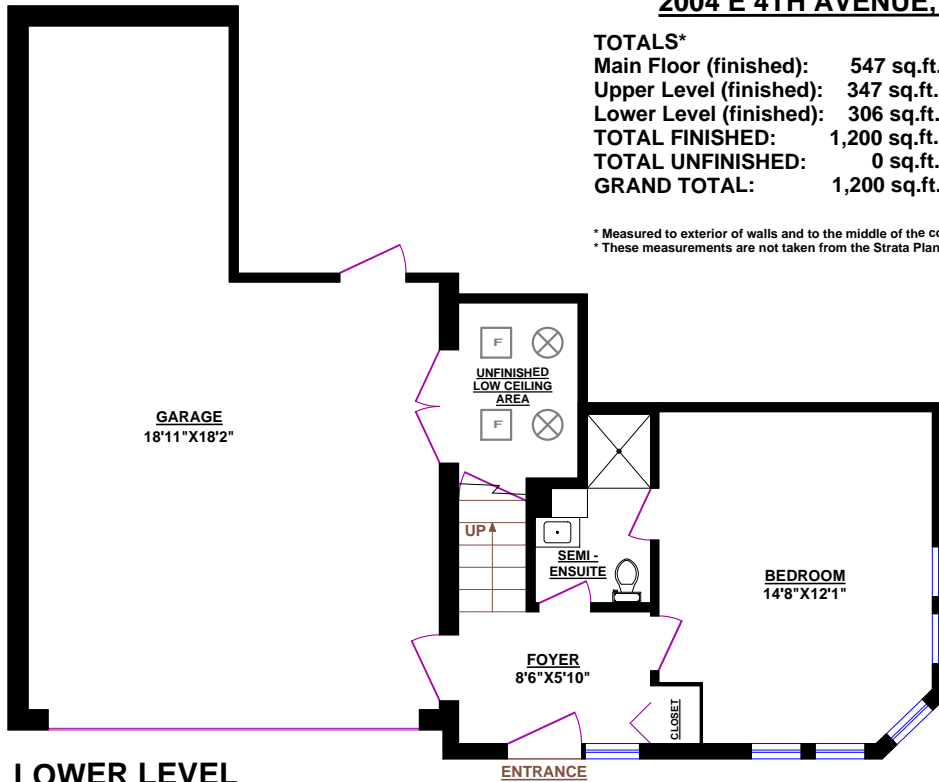 2004 E 4TH AVENUE,
TOTALS*
Main Floor (finished): 547 sq.ft.
Upper Level (finished): 347 sq.ft.
Lower Level (finished): 306 sq.ft.
TOTAL FINISHED: 1,200 sq.ft.
TOTAL UNFINISHED: 0 sq.ft.
GRAND TOTAL: 1,200 sq.ft.
* Measured to exterior of walls and to the middle of the
* These measurements are not taken from the Strata Plan
F
UNFINISHED
LOW CEILING
AREA
F
GARAGE
18'11"X18'2"
UP
SEMI -
ENSUITE
BEDROOM
14'8"X12'1"
FOYER
8'6"X5'10"
CLOSET
ENTRANCE
LOWER LEVEL